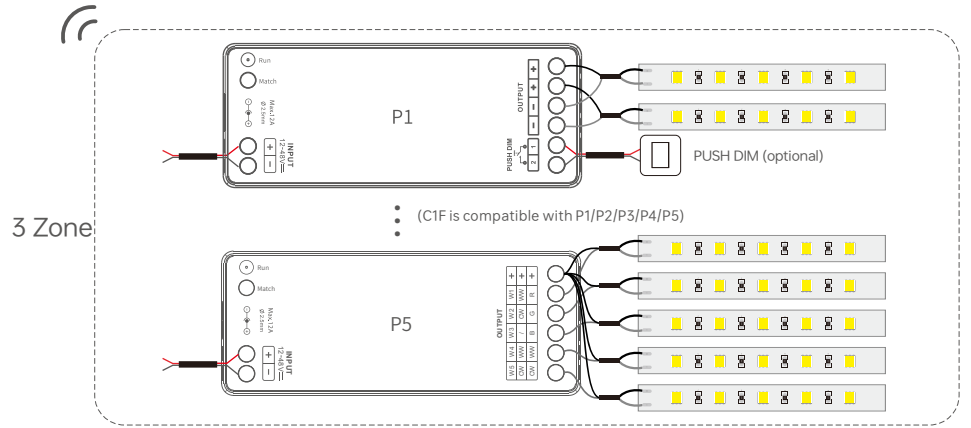 3 Zone
Run
Match
Max.12A
Ø 2.5mm
+
−
INPUT
12~48V
P1
OUTPUT
+
+
−
−
PUSH DIM
1
2
PUSH DIM (optional)
(C1F is compatible with P1/P2/P3/P4/P5)
Run
Match
Max.12A
Ø 2.5mm
+
−
INPUT
12~48V
P5
OUTPUT
+ + +
W1 WW R
W2 CW G
W3 / B
W4 WW WW
W5 CW CW